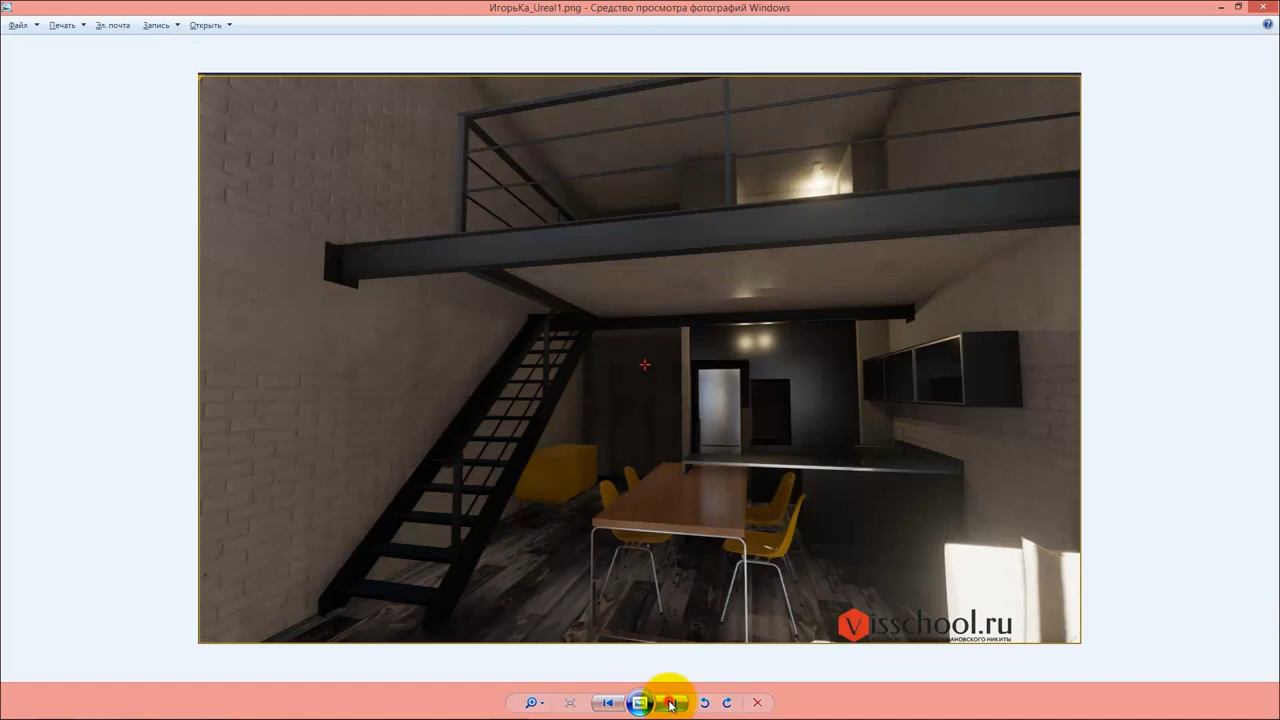 ИгорьКа_Ureal1.png - Средство просмотра фотографий Windows
Файл Печать Эл. почта Запись Открыть
visschool.ru